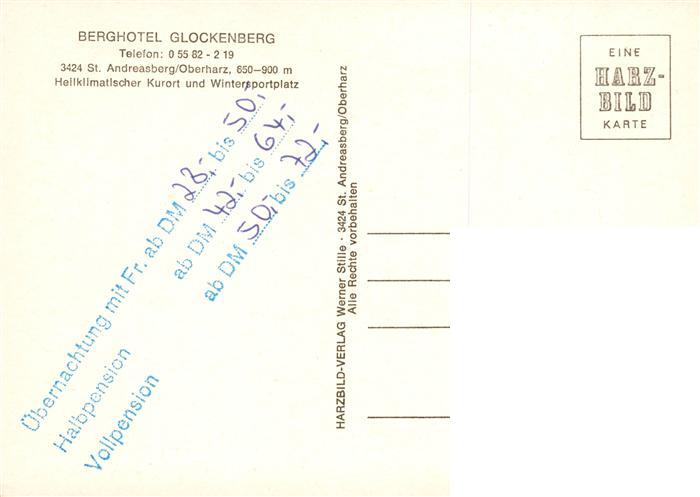 BERGHOTEL GLOCKENBERG
Telefon: 0 55 82 - 2 19
3424 St. Andreasberg/Oberharz, 650—900 m
Heilklimatischer Kurort und Wintersportplatz
Übernachtung mit Fr. ab DM 28,- bis 50,-
Halbpension ab DM 42,- bis 64,-
Vollpension ab DM 50,- bis 72,-
HARZBILD-VERLAG Werner Stille · 3424 St. Andreasberg/Oberharz
Alle Rechte vorbehalten
EINE
HARZ-
BILD
KARTE